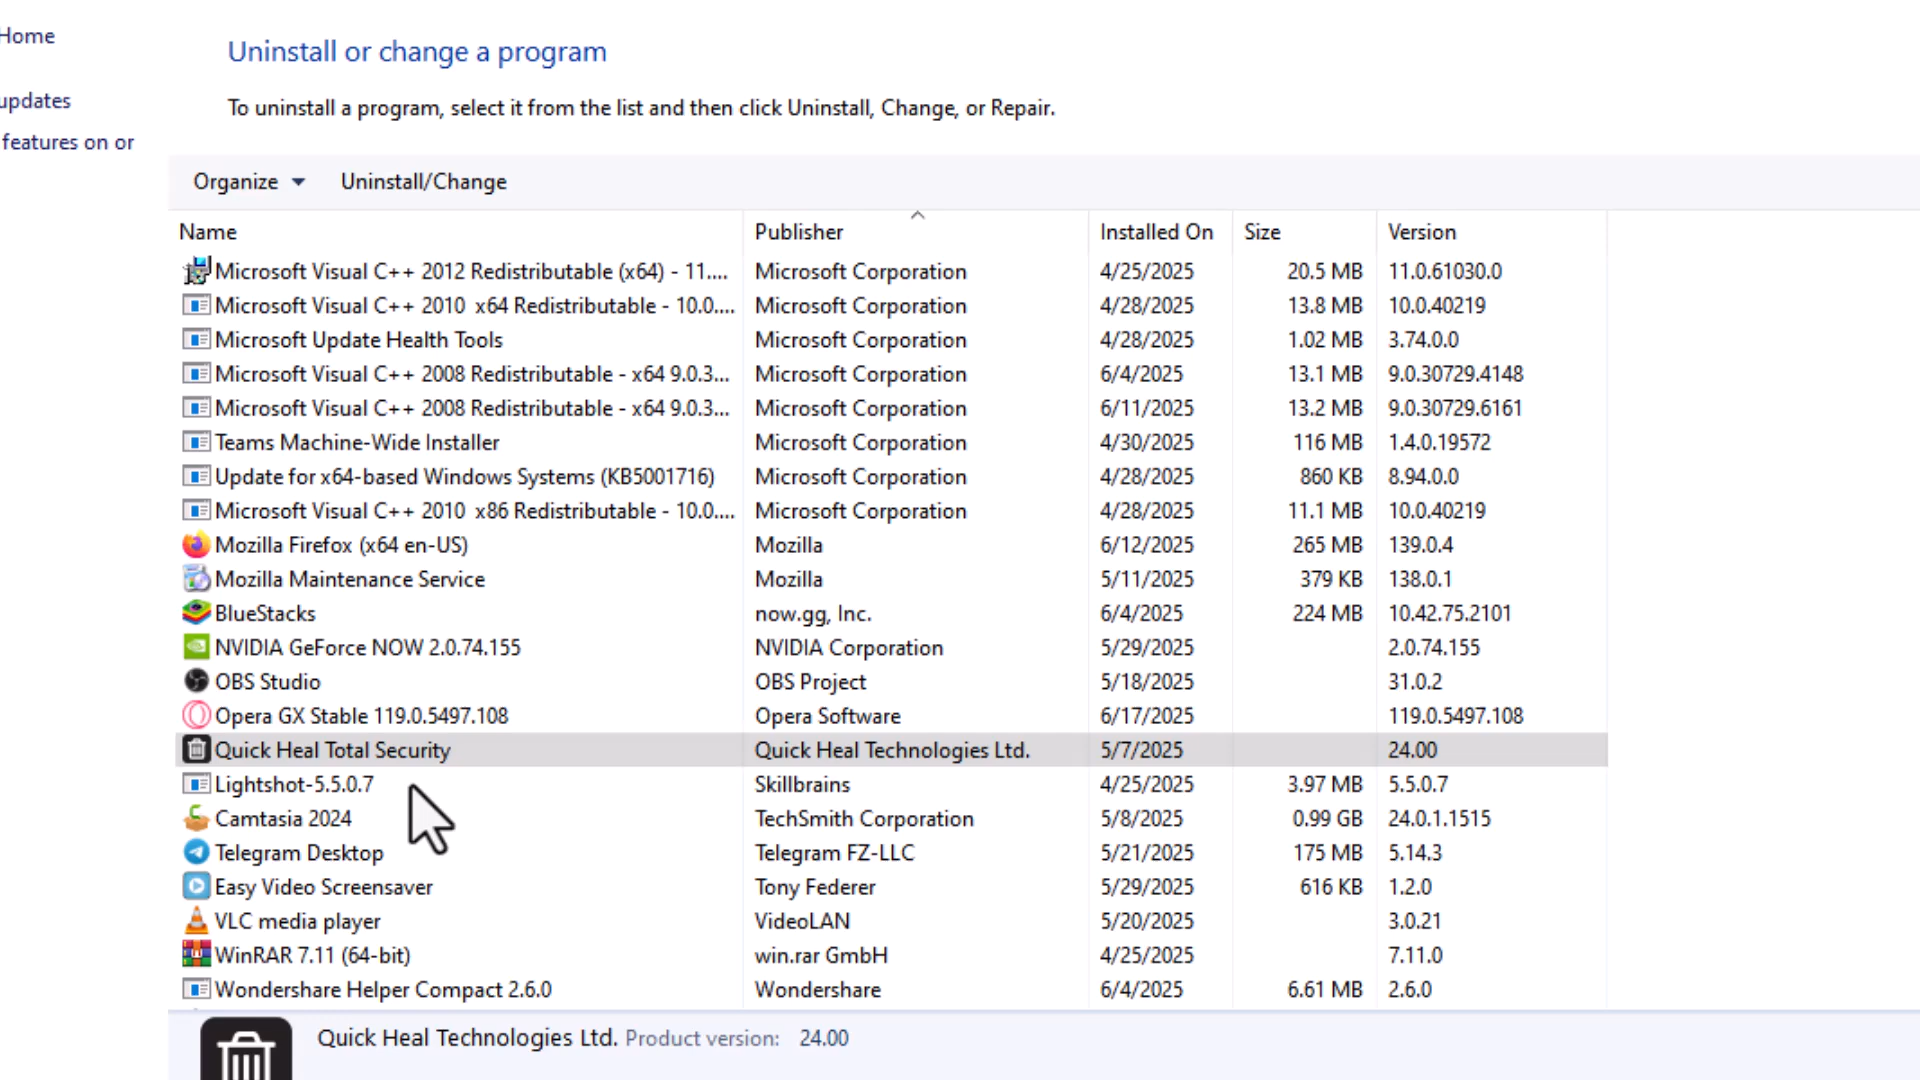 Home
Uninstall or change a program
updates
To uninstall a program, select it from the list and then click Uninstall, Change, or Repair.
features on or
Organize Uninstall/Change
Name Publisher Installed On Size Version
Microsoft Visual C++ 2012 Redistributable (x64) - 11.... Microsoft Corporation 4/25/2025 20.5 MB 11.0.61030.0
Microsoft Visual C++ 2010 x64 Redistributable - 10.0.... Microsoft Corporation 4/28/2025 13.8 MB 10.0.40219
Microsoft Update Health Tools Microsoft Corporation 4/28/2025 1.02 MB 3.74.0.0
Microsoft Visual C++ 2008 Redistributable - x64 9.0.3... Microsoft Corporation 6/4/2025 13.1 MB 9.0.30729.4148
Microsoft Visual C++ 2008 Redistributable - x64 9.0.3... Microsoft Corporation 6/11/2025 13.2 MB 9.0.30729.6161
Teams Machine-Wide Installer Microsoft Corporation 4/30/2025 116 MB 1.4.0.19572
Update for x64-based Windows Systems (KB5001716) Microsoft Corporation 4/28/2025 860 KB 8.94.0.0
Microsoft Visual C++ 2010 x86 Redistributable - 10.0.... Microsoft Corporation 4/28/2025 11.1 MB 10.0.40219
Mozilla Firefox (x64 en-US) Mozilla 6/12/2025 265 MB 139.0.4
Mozilla Maintenance Service Mozilla 5/11/2025 379 KB 138.0.1
BlueStacks now.gg, Inc. 6/4/2025 224 MB 10.42.75.2101
NVIDIA GeForce NOW 2.0.74.155 NVIDIA Corporation 5/29/2025 2.0.74.155
OBS Studio OBS Project 5/18/2025 31.0.2
Opera GX Stable 119.0.5497.108 Opera Software 6/17/2025 119.0.5497.108
Quick Heal Total Security Quick Heal Technologies Ltd. 5/7/2025 24.00
Lightshot-5.5.0.7 Skillbrains 4/25/2025 3.97 MB 5.5.0.7
Camtasia 2024 TechSmith Corporation 5/8/2025 0.99 GB 24.0.1.1515
Telegram Desktop Telegram FZ-LLC 5/21/2025 175 MB 5.14.3
Easy Video Screensaver Tony Federer 5/29/2025 616 KB 1.2.0
VLC media player VideoLAN 5/20/2025 3.0.21
WinRAR 7.11 (64-bit) win.rar GmbH 4/25/2025 7.11.0
Wondershare Helper Compact 2.6.0 Wondershare 6/4/2025 6.61 MB 2.6.0
Quick Heal Technologies Ltd. Product version: 24.00